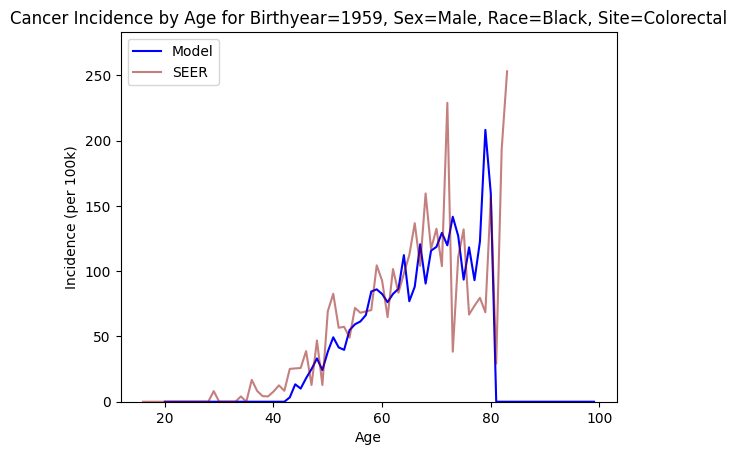 Cancer Incidence by Age for Birthyear=1959, Sex=Male, Race=Black, Site=Colorectal
Model
SEER
250
200
150
100
50
0
Incidence (per 100k)
20 40 60 80 100
Age